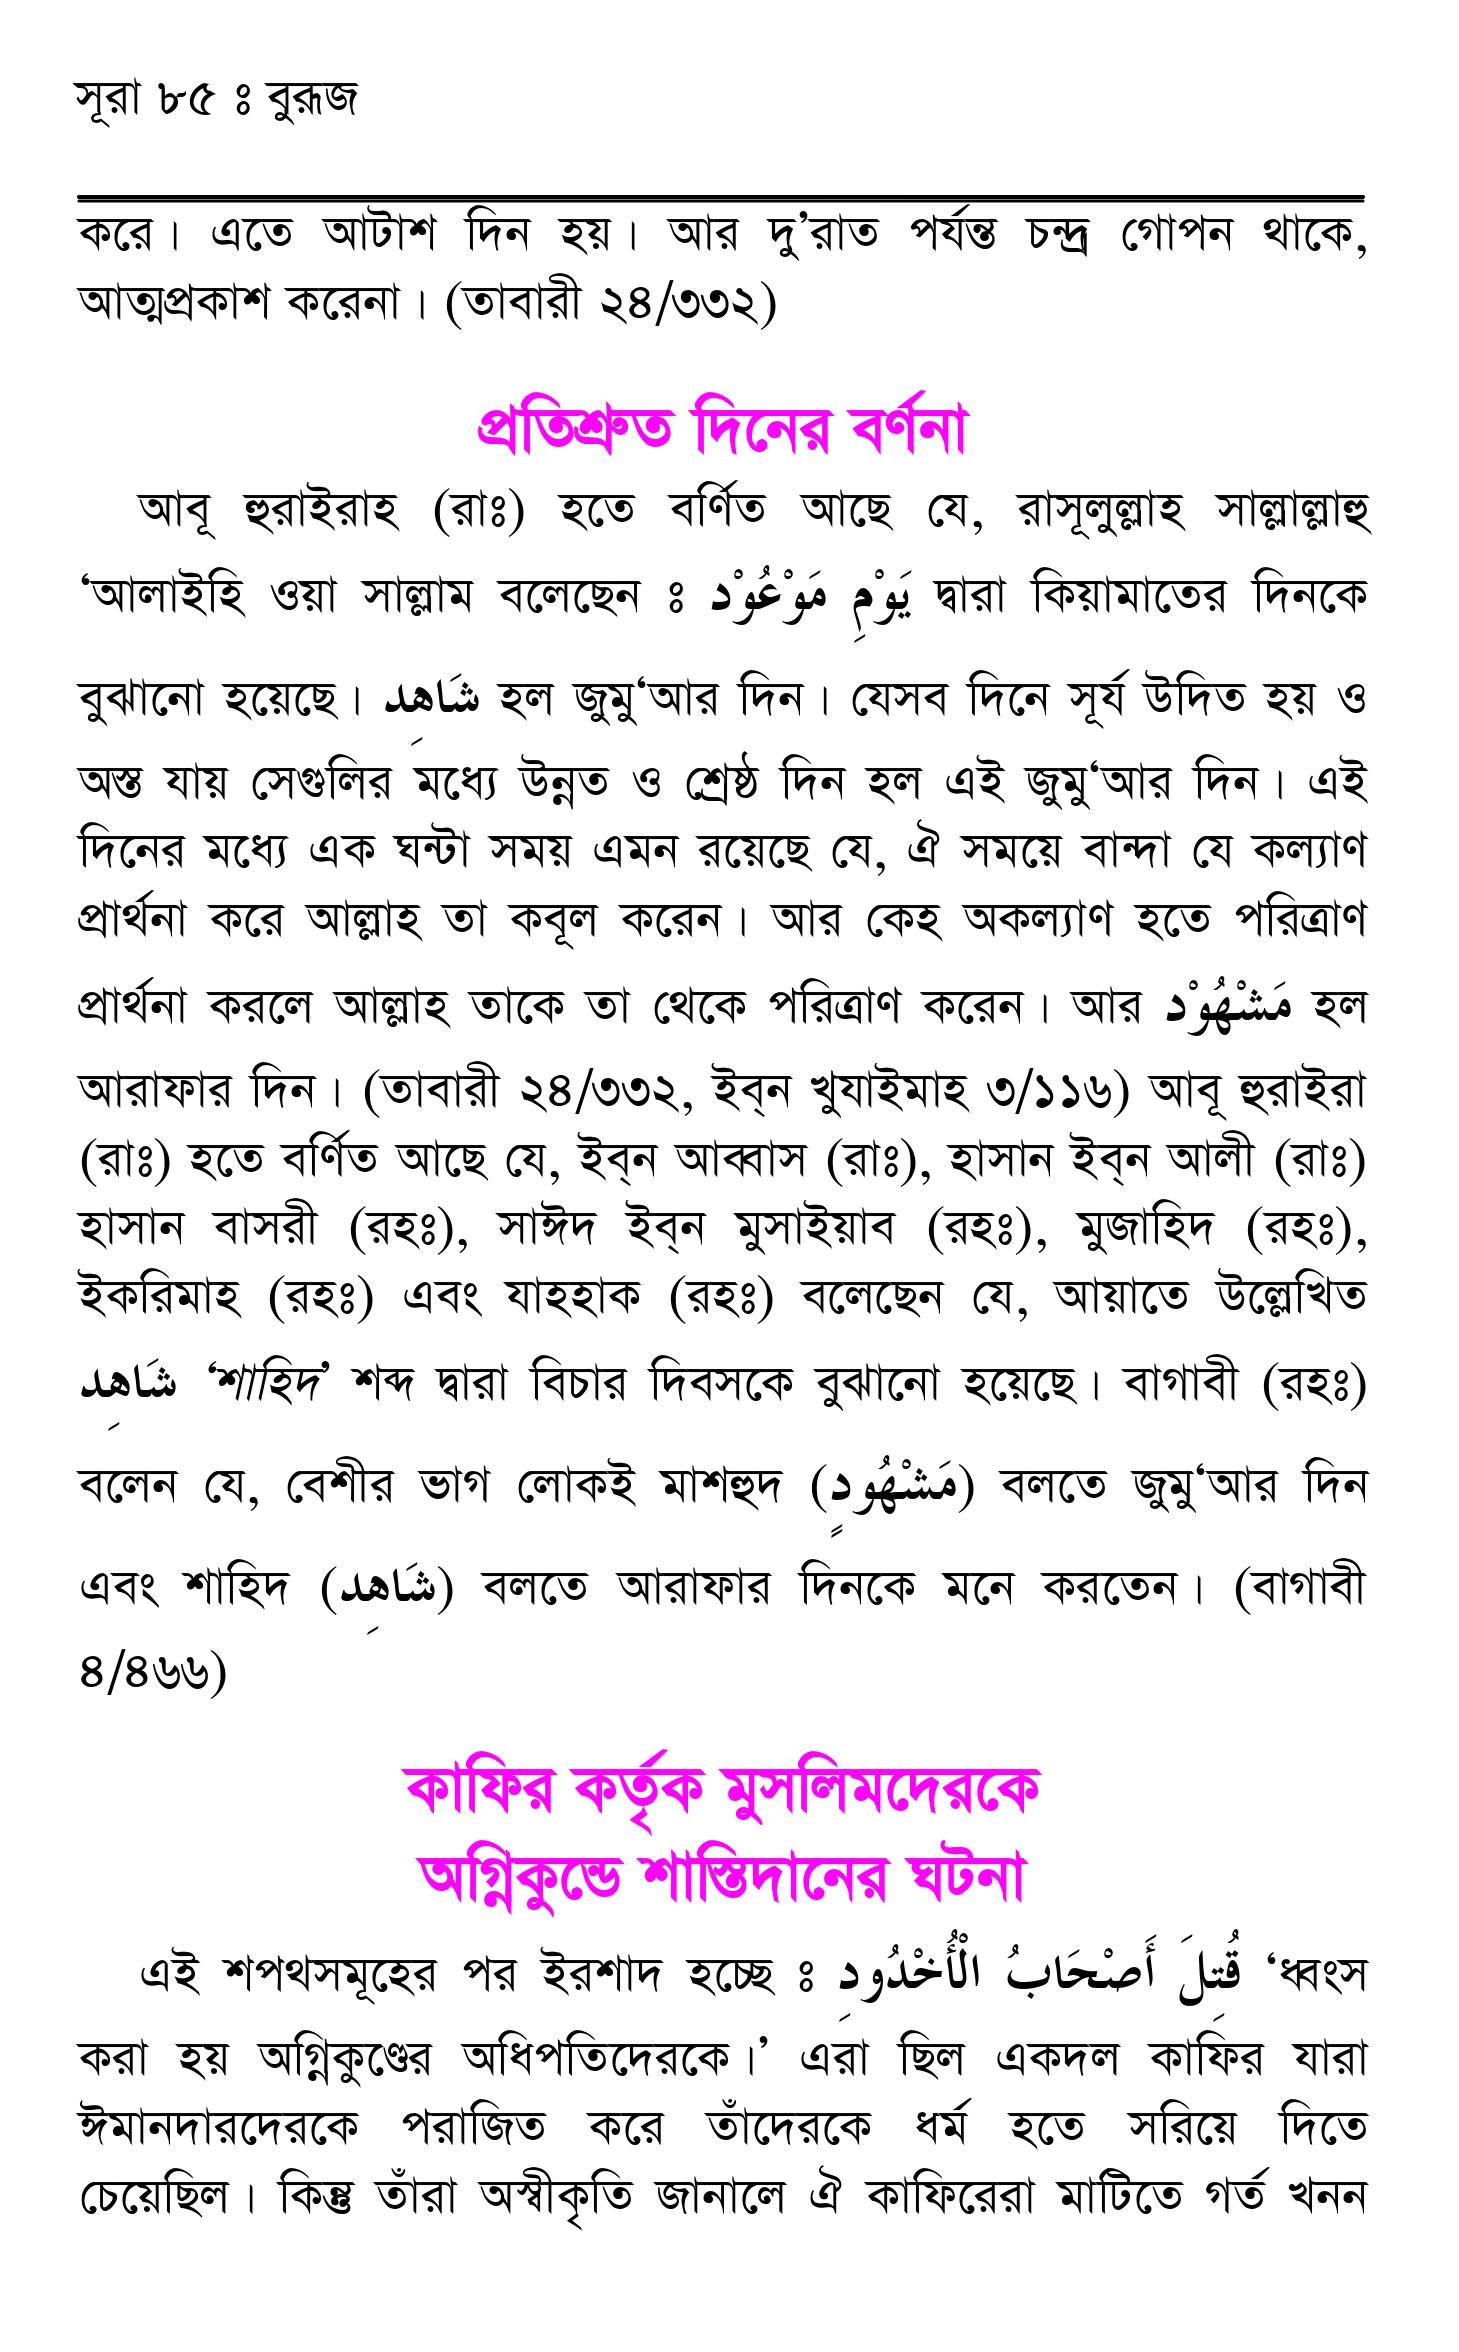 সূরা ৮৫ ঃ বুরূজ
করে। এতে আটাশ দিন হয়। আর দু’রাত পর্যন্ত চন্দ্র গোপন থাকে,
আত্মপ্রকাশ করেনা। (তাবারী ২৪/৩৩২)
প্রতিশ্রুত দিনের বর্ণনা
আবূ হুরাইরাহ (রাঃ) হতে বর্ণিত আছে যে, রাসূলুল্লাহ সাল্লাল্লাহু
‘আলাইহি ওয়া সাল্লাম বলেছেন ঃ يَوْمِ مَوْعُوْد দ্বারা কিয়ামাতের দিনকে
বুঝানো হয়েছে। شَاهِد হল জুমু‘আর দিন। যেসব দিনে সূর্য উদিত হয় ও
অস্ত যায় সেগুলির মধ্যে উন্নত ও শ্রেষ্ঠ দিন হল এই জুমু‘আর দিন। এই
দিনের মধ্যে এক ঘন্টা সময় এমন রয়েছে যে, ঐ সময়ে বান্দা যে কল্যাণ
প্রার্থনা করে আল্লাহ তা কবূল করেন। আর কেহ অকল্যাণ হতে পরিত্রাণ
প্রার্থনা করলে আল্লাহ তাকে তা থেকে পরিত্রাণ করেন। আর مَشْهُوْد হল
আরাফার দিন। (তাবারী ২৪/৩৩২, ইব্‌ন খুযাইমাহ ৩/১১৬) আবূ হুরাইরা
(রাঃ) হতে বর্ণিত আছে যে, ইব্‌ন আব্বাস (রাঃ), হাসান ইব্‌ন আলী (রাঃ)
হাসান বাসরী (রহঃ), সাঈদ ইব্‌ন মুসাইয়াব (রহঃ), মুজাহিদ (রহঃ),
ইকরিমাহ (রহঃ) এবং যাহহাক (রহঃ) বলেছেন যে, আয়াতে উল্লেখিত
شَاهِد ‘শাহিদ’ শব্দ দ্বারা বিচার দিবসকে বুঝানো হয়েছে। বাগাবী (রহঃ)
বলেন যে, বেশীর ভাগ লোকই মাশহুদ (مَشْهُودٍ) বলতে জুমু‘আর দিন
এবং শাহিদ (شَاهِد) বলতে আরাফার দিনকে মনে করতেন। (বাগাবী
৪/৪৬৬)
কাফির কর্তৃক মুসলিমদেরকে
অগ্নিকুন্ডে শাস্তিদানের ঘটনা
এই শপথসমূহের পর ইরশাদ হচ্ছে ঃ قُتِلَ أَصْحَابُ الْأُخْدُودِ ‘ধ্বংস
করা হয় অগ্নিকুণ্ডের অধিপতিদেরকে।’ এরা ছিল একদল কাফির যারা
ঈমানদারদেরকে পরাজিত করে তাঁদেরকে ধর্ম হতে সরিয়ে দিতে
চেয়েছিল। কিন্তু তাঁরা অস্বীকৃতি জানালে ঐ কাফিরেরা মাটিতে গর্ত খনন